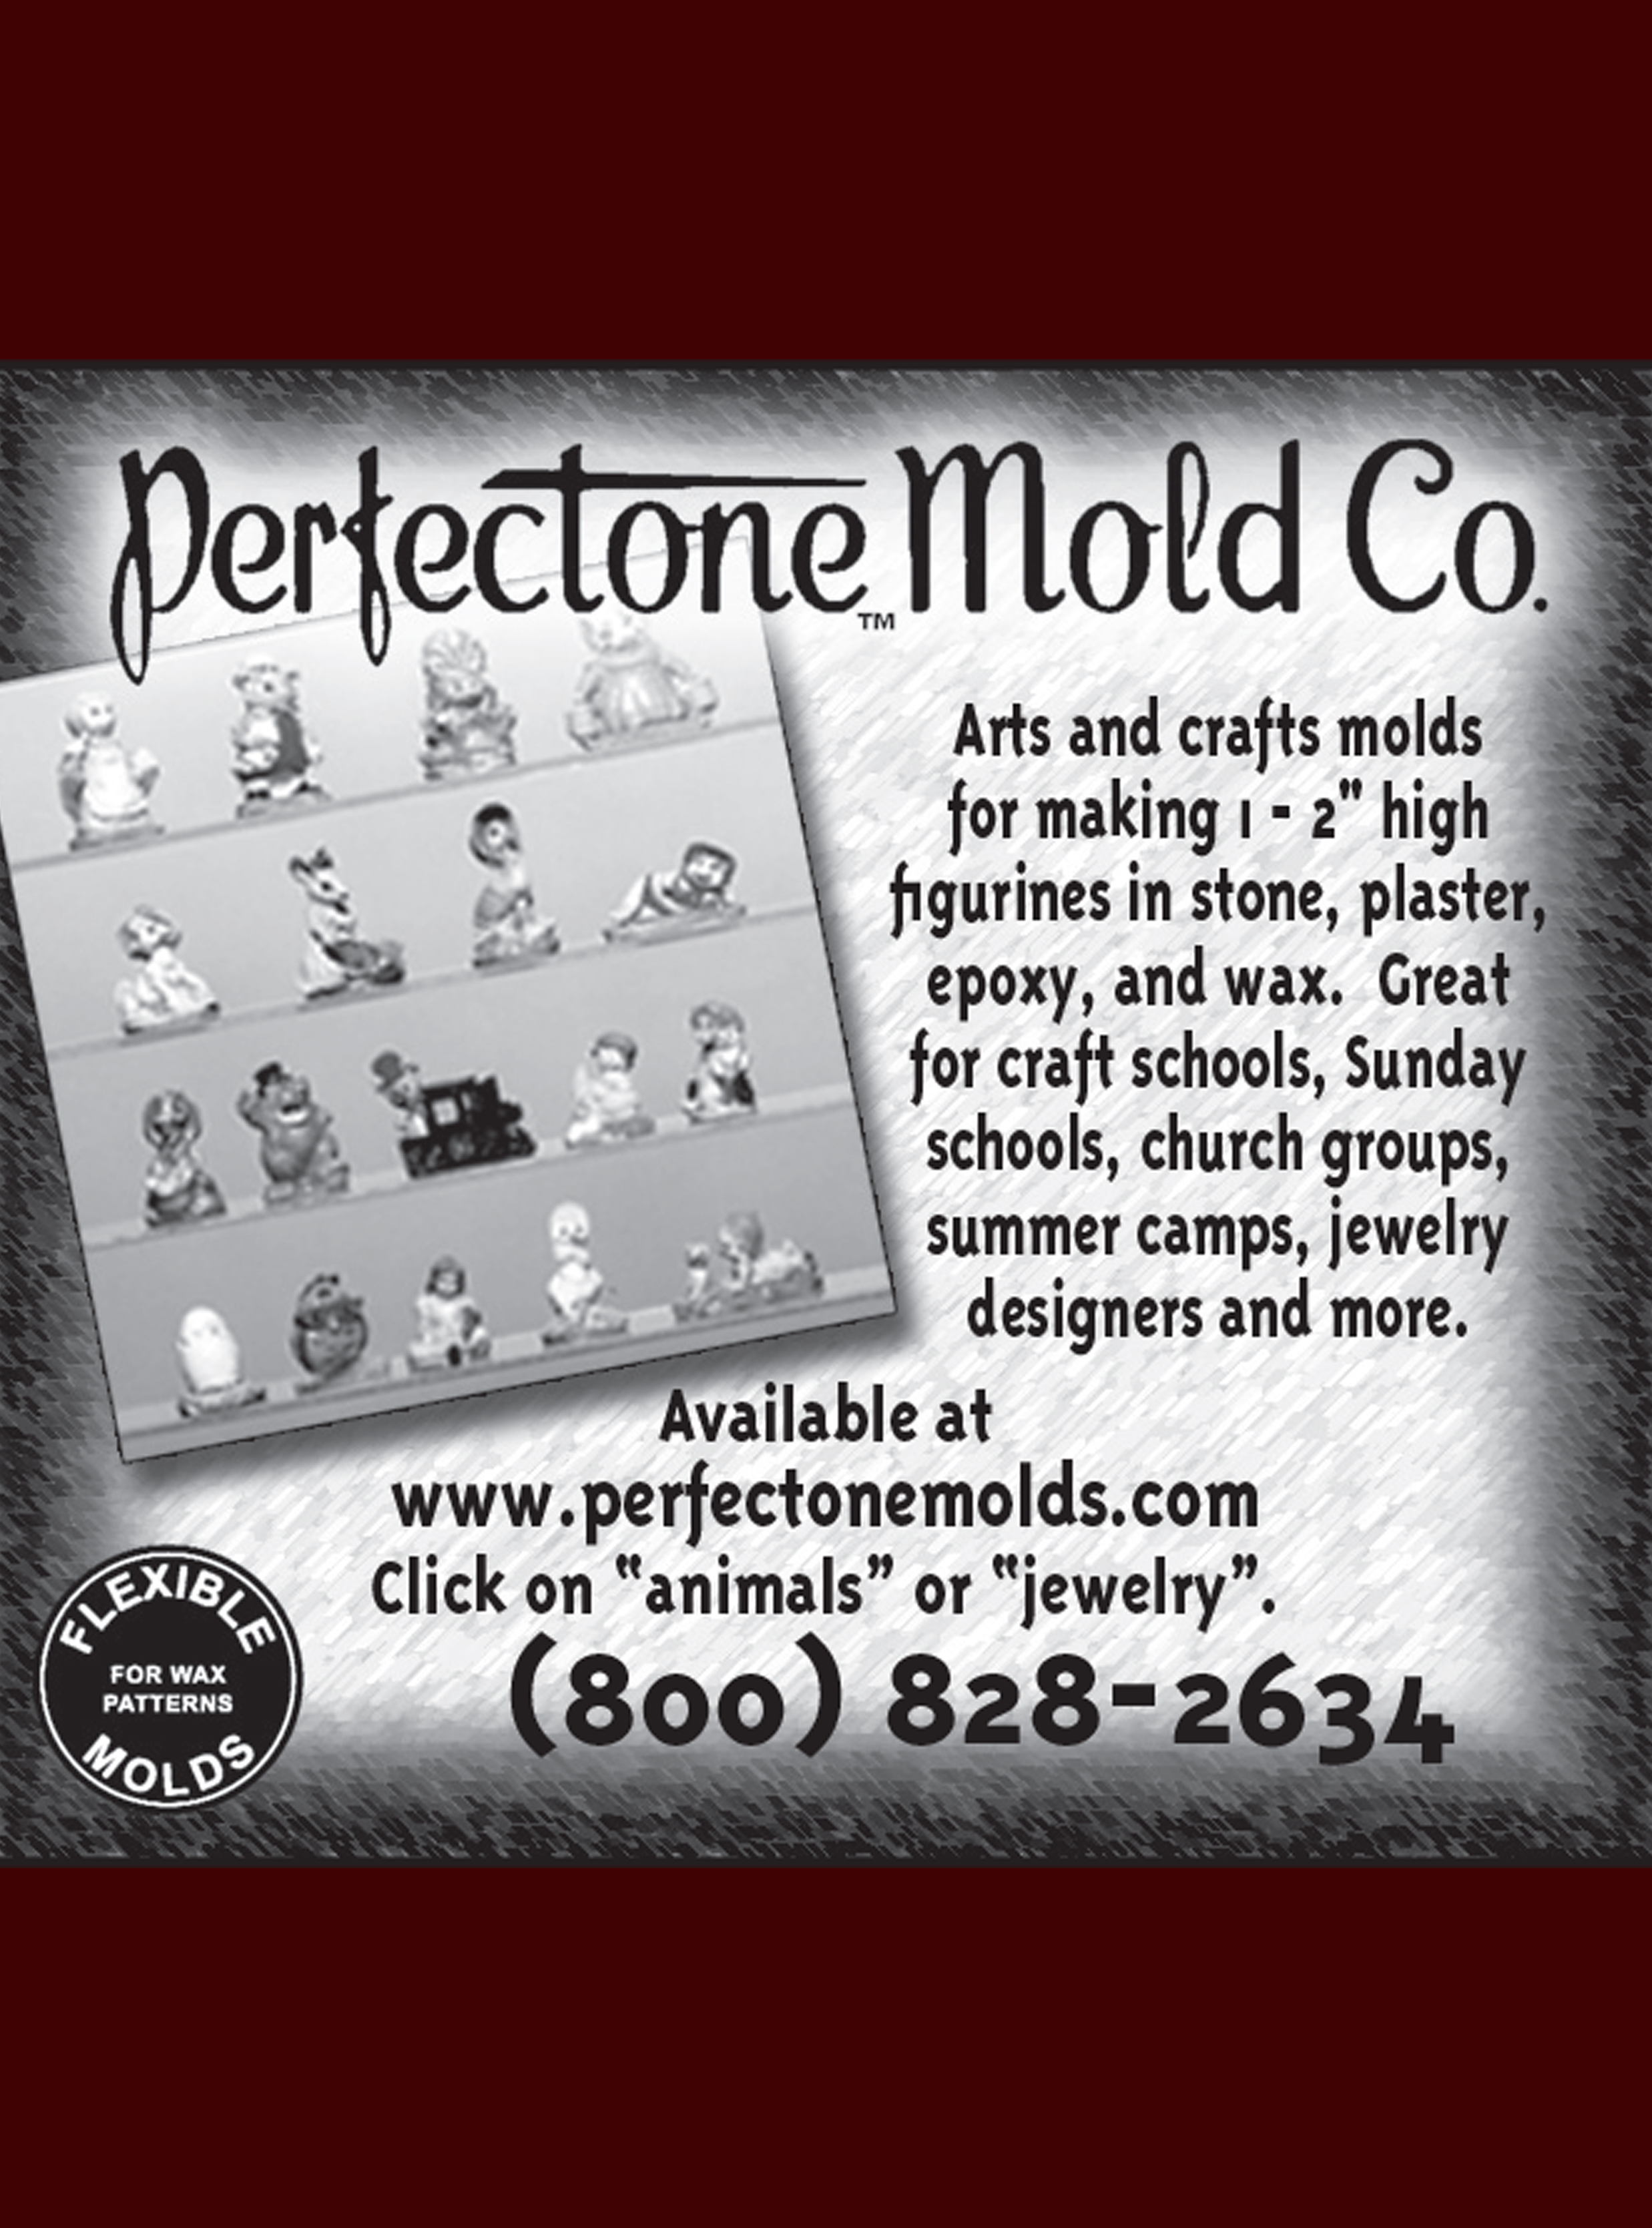 Perfectone™ Mold Co.
Arts and crafts molds
for making 1 - 2" high
figurines in stone, plaster,
epoxy, and wax.  Great
for craft schools, Sunday
schools, church groups,
summer camps, jewelry
designers and more.
Available at
www.perfectonemolds.com
Click on “animals” or “jewelry”.
(800) 828-2634
FLEXIBLE
FOR WAX
PATTERNS
MOLDS